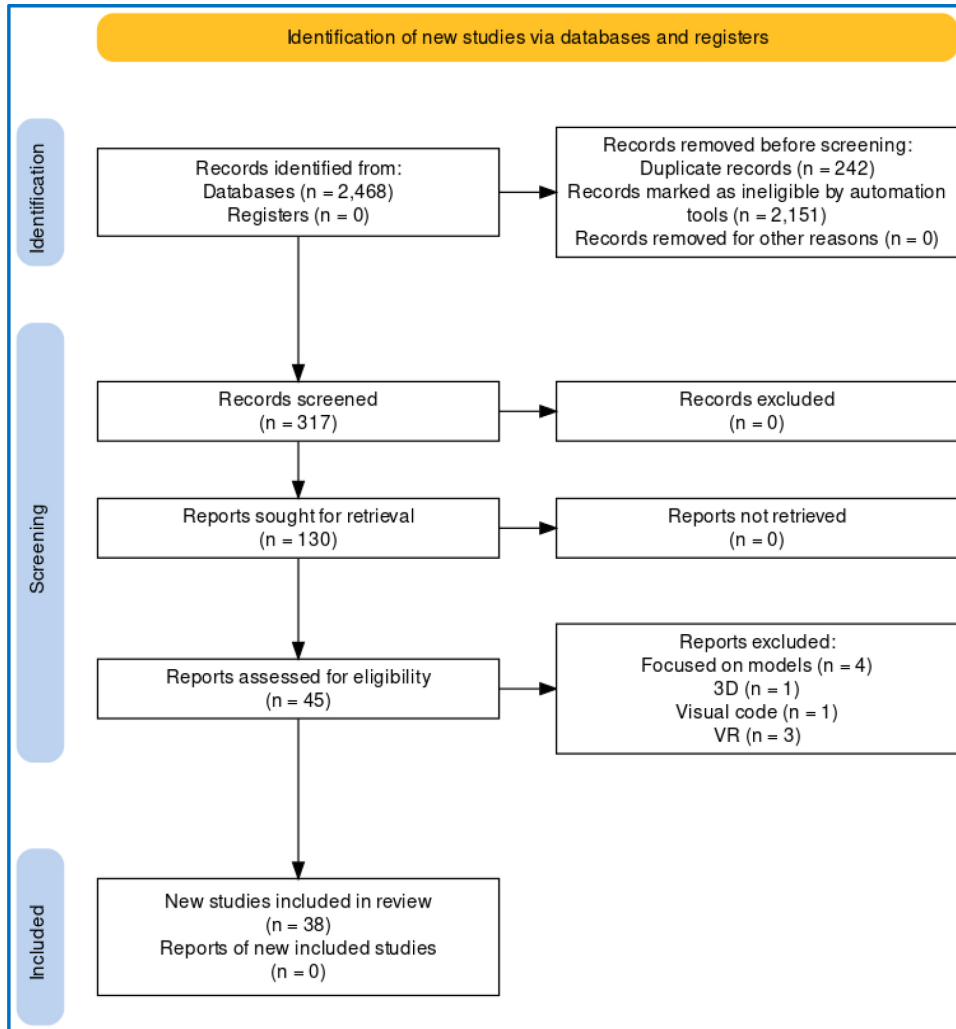 Identification of new studies via databases and registers
Identification
Records identified from:
Databases (n = 2,468)
Registers (n = 0)
Records removed before screening:
Duplicate records (n = 242)
Records marked as ineligible by automation
tools (n = 2,151)
Records removed for other reasons (n = 0)
Screening
Records screened
(n = 317)
Records excluded
(n = 0)
Reports sought for retrieval
(n = 130)
Reports not retrieved
(n = 0)
Reports assessed for eligibility
(n = 45)
Reports excluded:
Focused on models (n = 4)
3D (n = 1)
Visual code (n = 1)
VR (n = 3)
Included
New studies included in review
(n = 38)
Reports of new included studies
(n = 0)